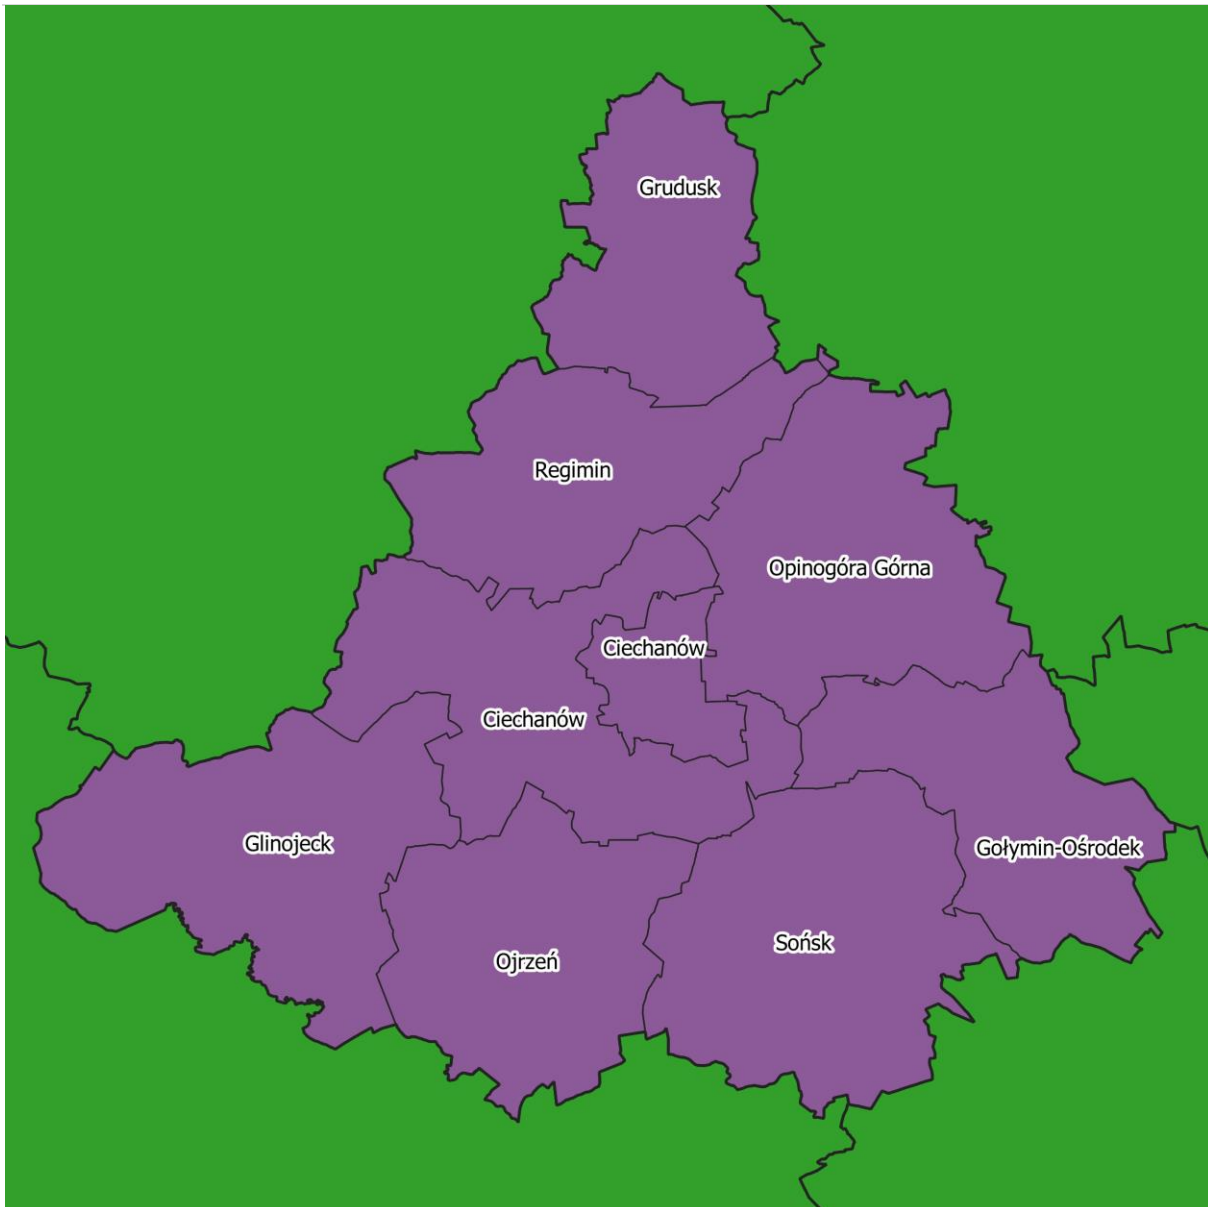 Grudusk
Regimin
Opinogóra Górna
Ciechanów
Ciechanów
Glinojeck
Gołymin-Ośrodek
Sońsk
Ojrzeń